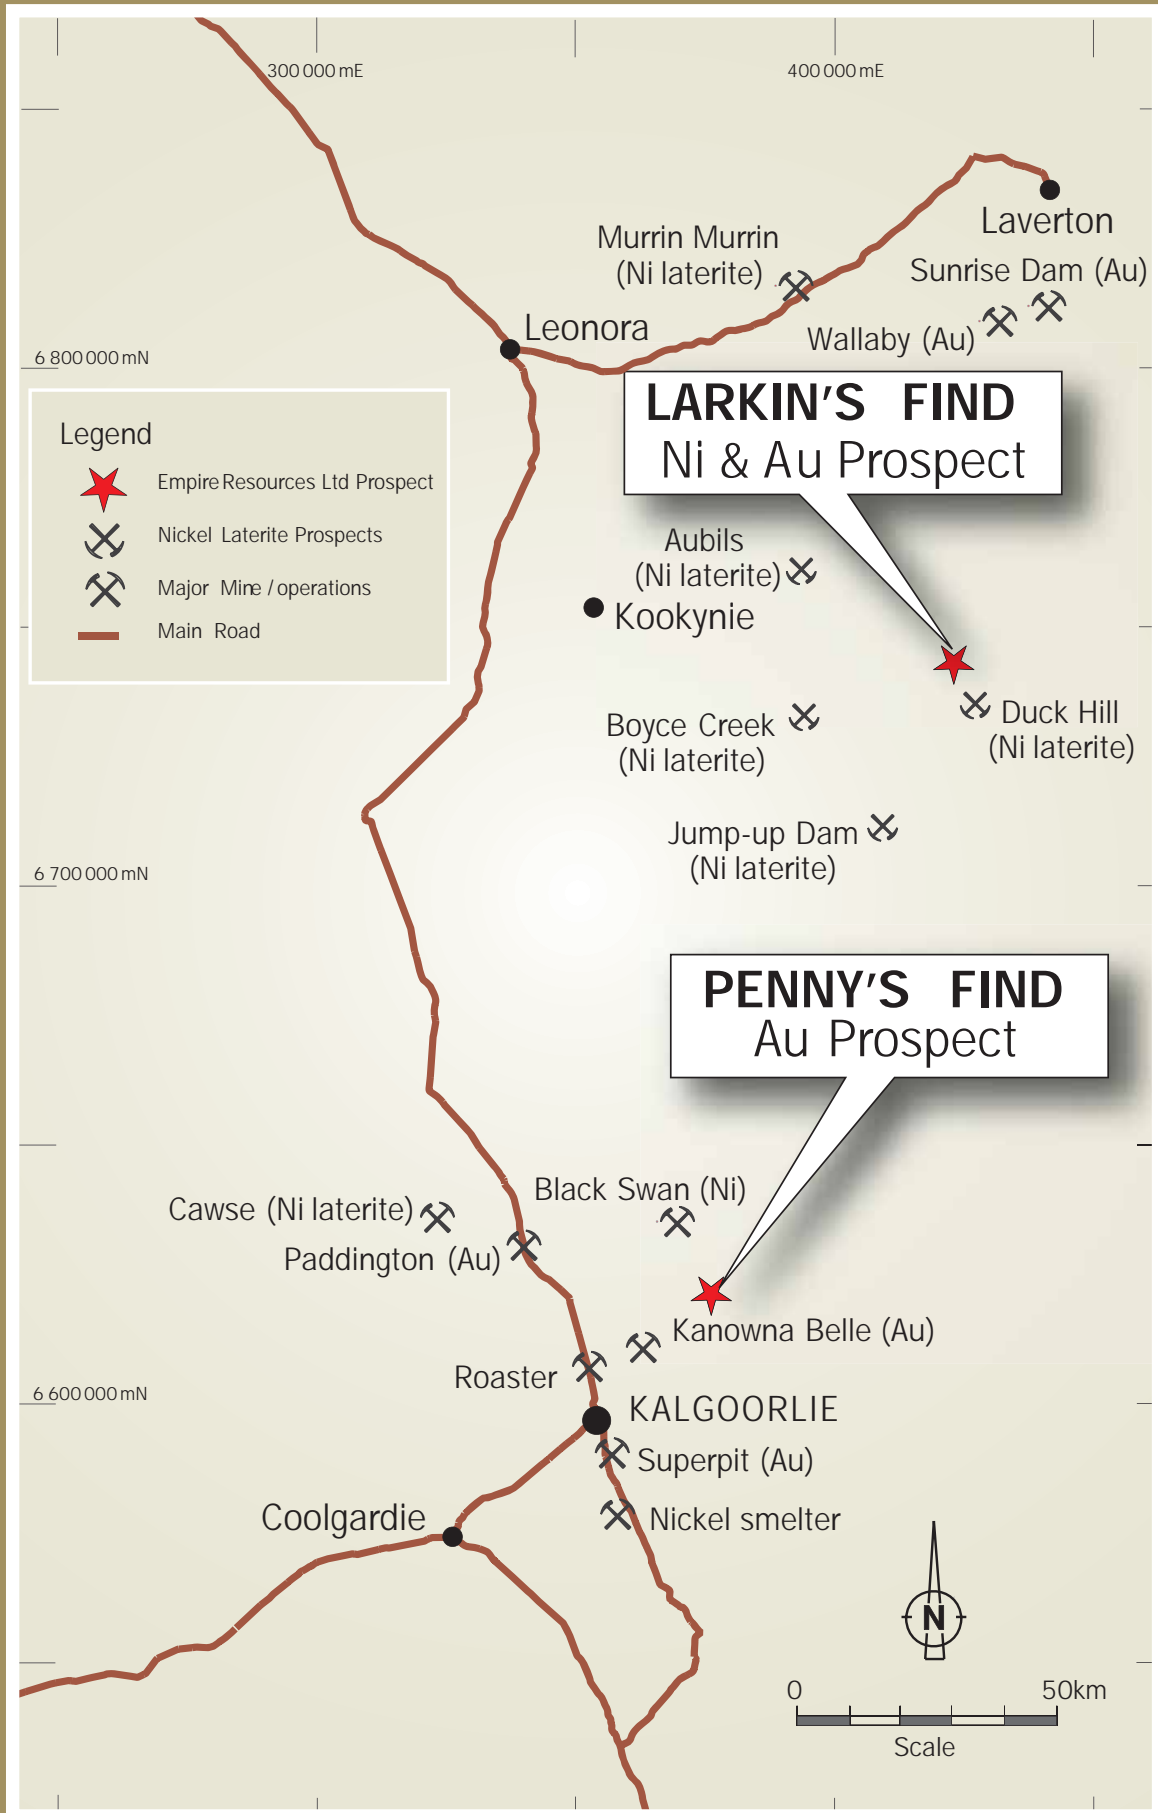 300 000 mE
400 000 mE
Laverton
Murrin Murrin
(Ni laterite)
Sunrise Dam (Au)
Wallaby (Au)
Leonora
6 800 000 mN
LARKIN'S FIND
Ni & Au Prospect
Legend
Empire Resources Ltd Prospect
Nickel Laterite Prospects
Major Mine / operations
Main Road
Aubils
(Ni laterite)
Kookynie
Duck Hill
(Ni laterite)
Boyce Creek
(Ni laterite)
Jump-up Dam
(Ni laterite)
6 700 000 mN
PENNY'S FIND
Au Prospect
Black Swan (Ni)
Cawse (Ni laterite)
Paddington (Au)
Kanowna Belle (Au)
Roaster
6 600 000 mN
KALGOORLIE
Superpit (Au)
Coolgardie
Nickel smelter
N
0
50km
Scale